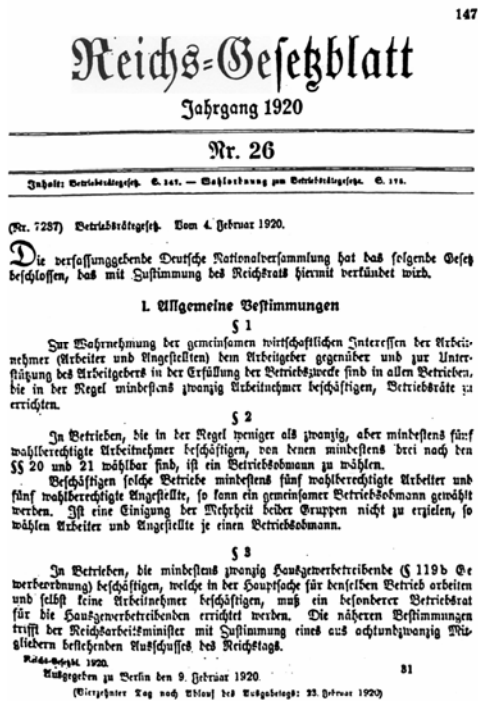 147
Reichs-Gesetzblatt
Jahrgang 1920
Nr. 26
Inhalt: Betriebsrätegesetz. S. 147. — Wahlordnung zum Betriebsrätegesetze. S. 175.
(Nr. 7287) Betriebsrätegesetz. Vom 4. Februar 1920.
Die verfassunggebende Deutsche Nationalversammlung hat das folgende Gesetz
beschlossen, das mit Zustimmung des Reichsrats hiermit verkündet wird.
I. Allgemeine Bestimmungen
§ 1
Zur Wahrnehmung der gemeinsamen wirtschaftlichen Interessen der Arbeit-
nehmer (Arbeiter und Angestellten) dem Arbeitgeber gegenüber und zur Unter-
stützung des Arbeitgebers in der Erfüllung der Betriebszwecke sind in allen Betrieben,
die in der Regel mindestens zwanzig Arbeitnehmer beschäftigen, Betriebsräte zu
errichten.
§ 2
In Betrieben, die in der Regel weniger als zwanzig, aber mindestens fünf
wahlberechtigte Arbeitnehmer beschäftigen, von denen mindestens drei nach den
§§ 20 und 21 wählbar sind, ist ein Betriebsobmann zu wählen.
Beschäftigen solche Betriebe mindestens fünf wahlberechtigte Arbeiter und
fünf wahlberechtigte Angestellte, so kann ein gemeinsamer Betriebsobmann gewählt
werden. Ist eine Einigung der Mehrheit beider Gruppen nicht zu erzielen, so
wählen Arbeiter und Angestellte je einen Betriebsobmann.
§ 3
In Betrieben, die mindestens zwanzig Hausgewerbetreibende (§ 119b Ge
werbeordnung) beschäftigen, welche in der Hauptsache für denselben Betrieb arbeiten
und selbst keine Arbeitnehmer beschäftigen, muß ein besonderer Betriebsrat
für die Hausgewerbetreibenden errichtet werden. Die näheren Bestimmungen
trifft der Reichsarbeitsminister mit Zustimmung eines aus achtundzwanzig Mit-
gliedern bestehenden Ausschusses des Reichstags.
Reichs-Gesetzbl. 1920.
31
Ausgegeben zu Berlin den 9. Februar 1920.
(Vierzehnter Tag nach Ablauf des Ausgabetags: 23. Februar 1920)